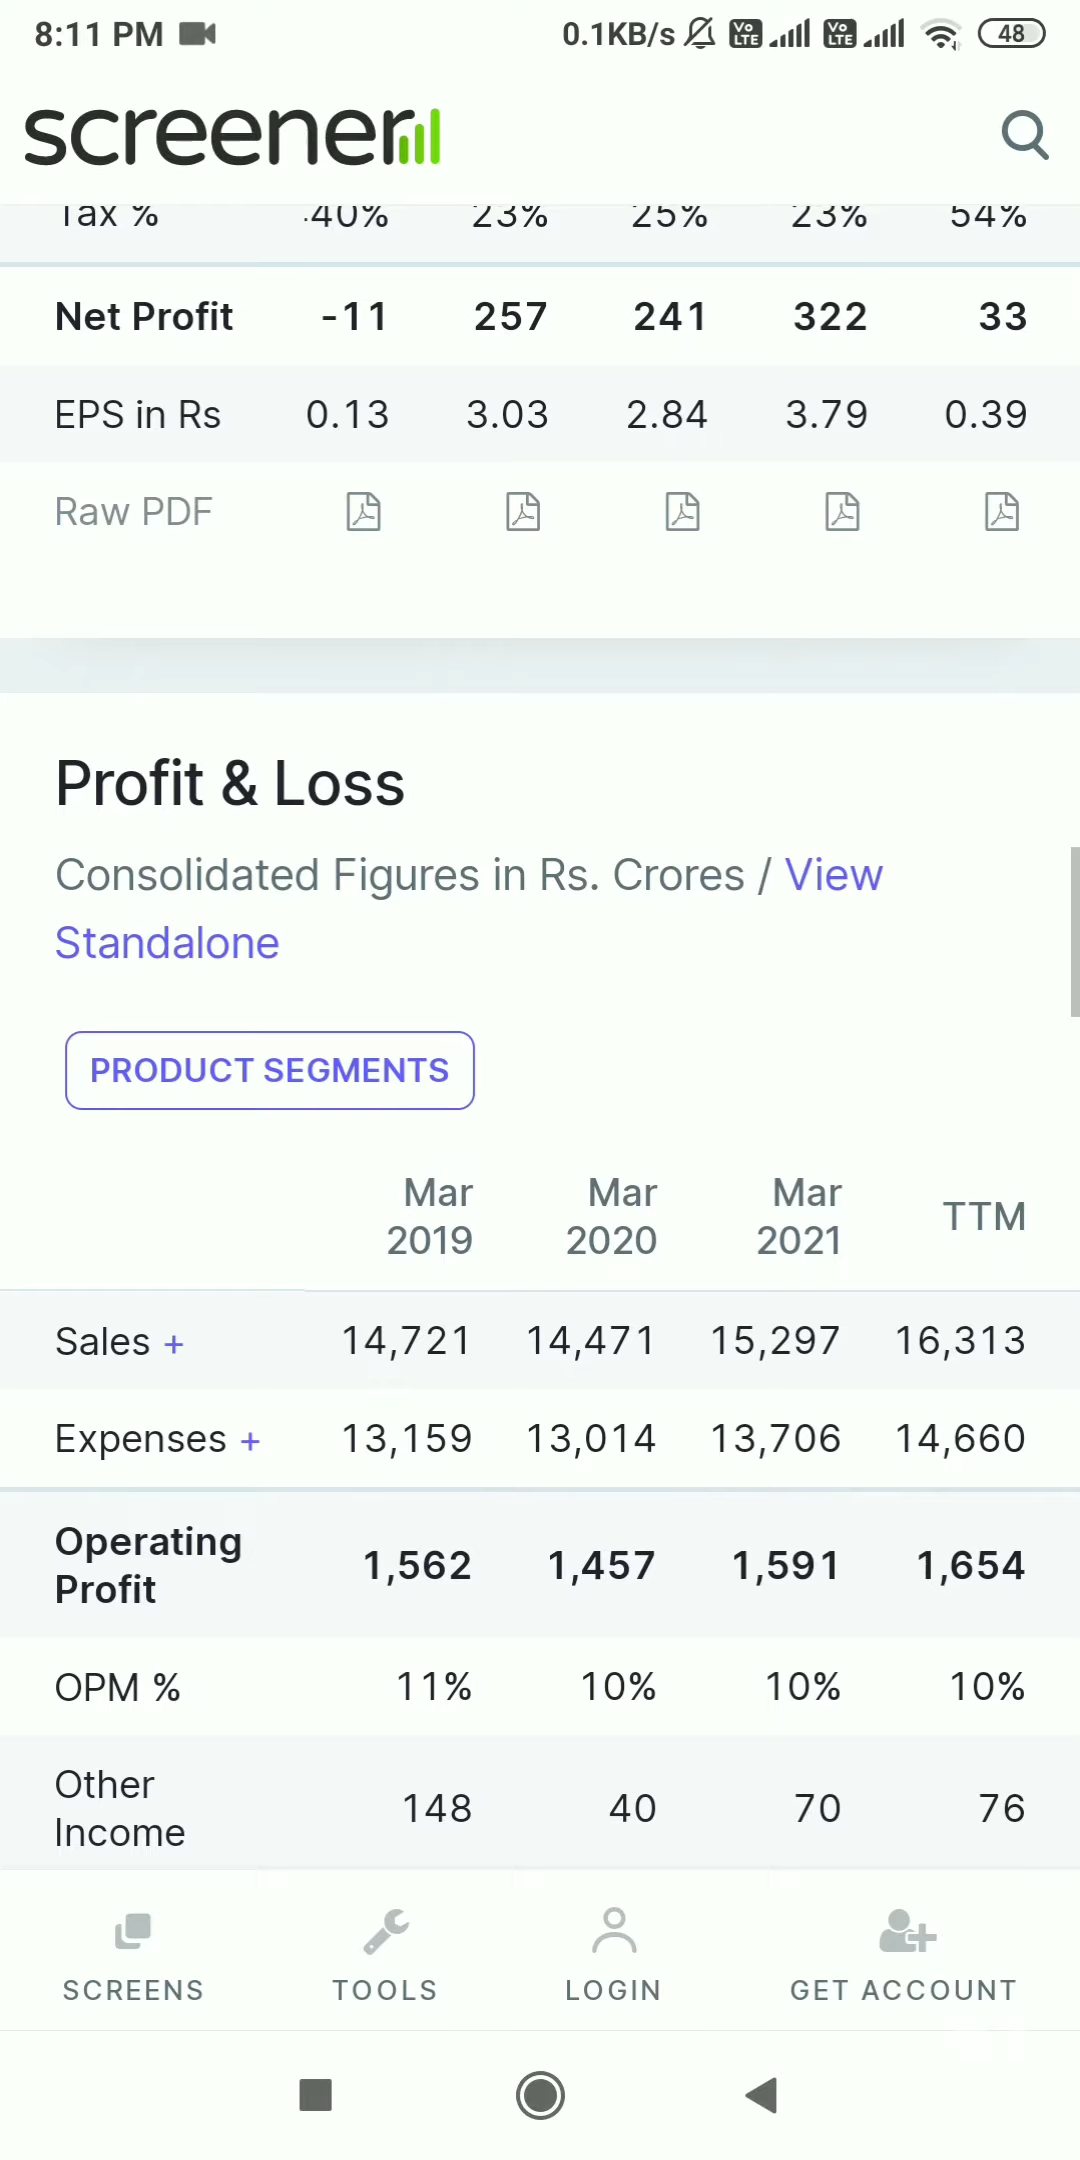 8:11 PM 0.1KB/s Vo LTE Vo LTE 48
screener
Tax % 40% 23% 25% 23% 54%
Net Profit -11 257 241 322 33
EPS in Rs 0.13 3.03 2.84 3.79 0.39
Raw PDF
Profit & Loss
Consolidated Figures in Rs. Crores / View
Standalone
PRODUCT SEGMENTS
Mar 2019 Mar 2020 Mar 2021 TTM
Sales + 14,721 14,471 15,297 16,313
Expenses + 13,159 13,014 13,706 14,660
Operating Profit 1,562 1,457 1,591 1,654
OPM % 11% 10% 10% 10%
Other Income 148 40 70 76
SCREENS TOOLS LOGIN GET ACCOUNT